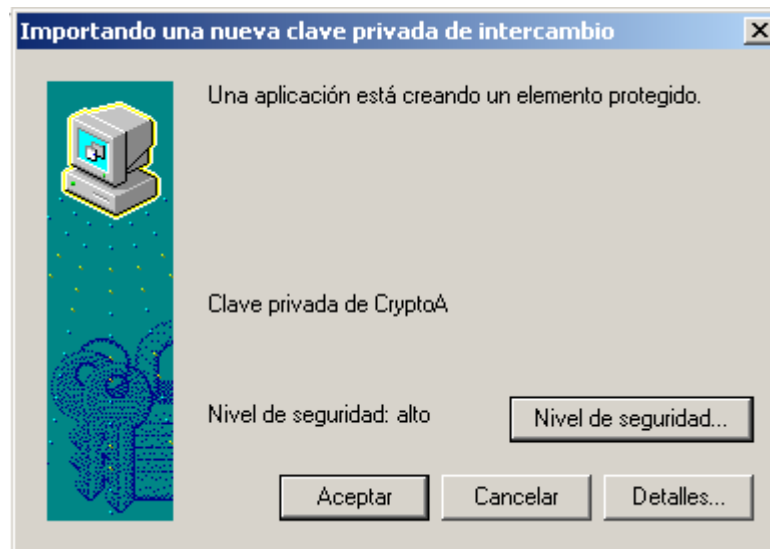 Importando una nueva clave privada de intercambio
Una aplicación está creando un elemento protegido.
Clave privada de CryptoA
Nivel de seguridad: alto
Nivel de seguridad...
Aceptar
Cancelar
Detalles...